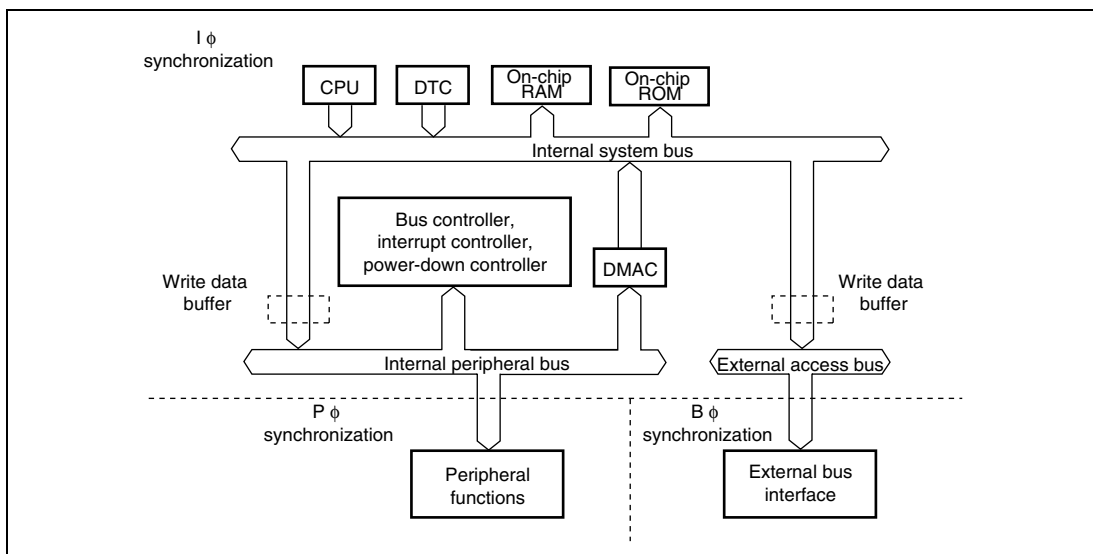 I ϕ
synchronization
CPU
DTC
On-chip
RAM
On-chip
ROM
Internal system bus
Bus controller,
interrupt controller,
power-down controller
DMAC
Write data
buffer
Write data
buffer
Internal peripheral bus
External access bus
P ϕ
synchronization
B ϕ
synchronization
Peripheral
functions
External bus
interface